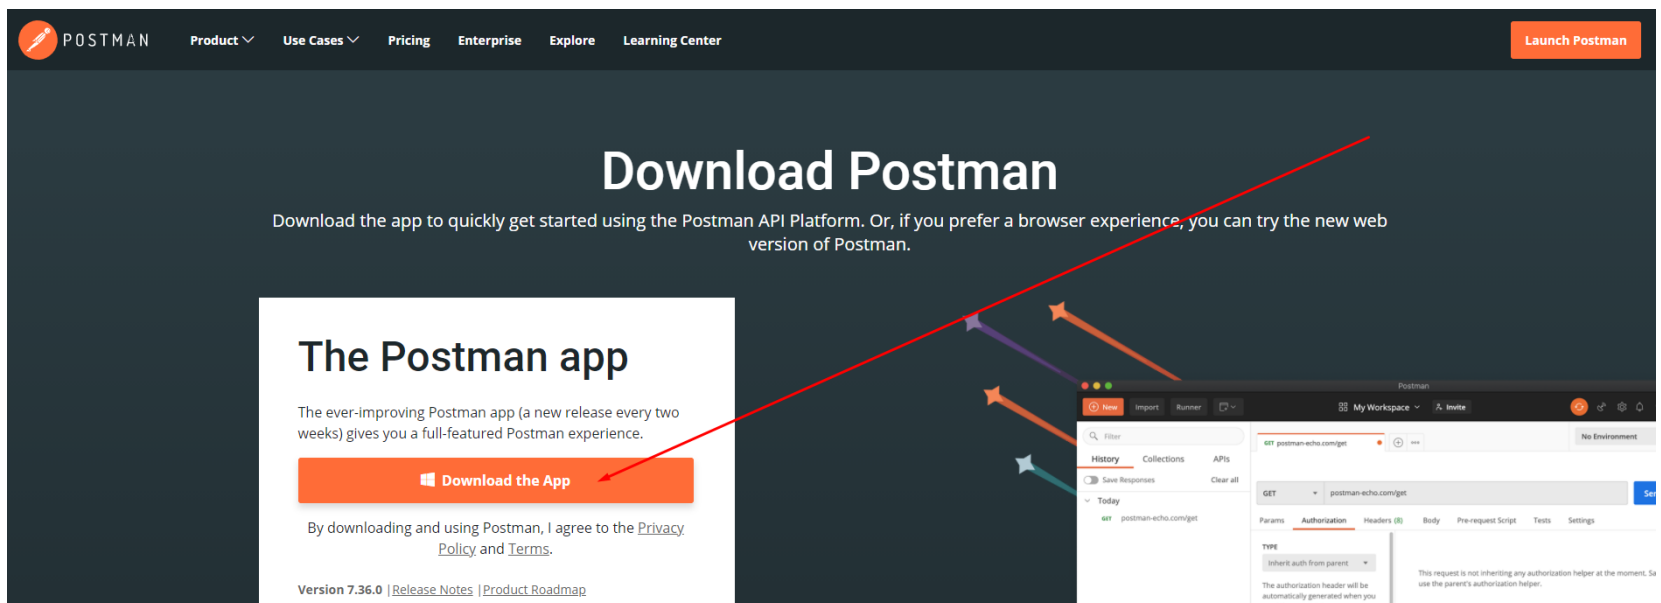 POSTMAN
Product
Use Cases
Pricing
Enterprise
Explore
Learning Center
Launch Postman
Download Postman
Download the app to quickly get started using the Postman API Platform. Or, if you prefer a browser experience, you can try the new web
version of Postman.
The Postman app
The ever-improving Postman app (a new release every two
weeks) gives you a full-featured Postman experience.
Download the App
By downloading and using Postman, I agree to the Privacy
Policy and Terms.
Version 7.36.0 | Release Notes | Product Roadmap
Postman
New Import Runner
My Workspace
Invite
Filter
No Environment
GET postman-echo.com/get
History Collections APIs
Save Responses Clear all
Today
GET postman-echo.com/get
GET postman-echo.com/get
Sen
Params Authorization Headers (8) Body Pre-request Script Tests Settings
TYPE
Inherit auth from parent
The authorization header will be
automatically generated when you
This request is not inheriting any authorization helper at the moment. Sa
use the parent's authorization helper.